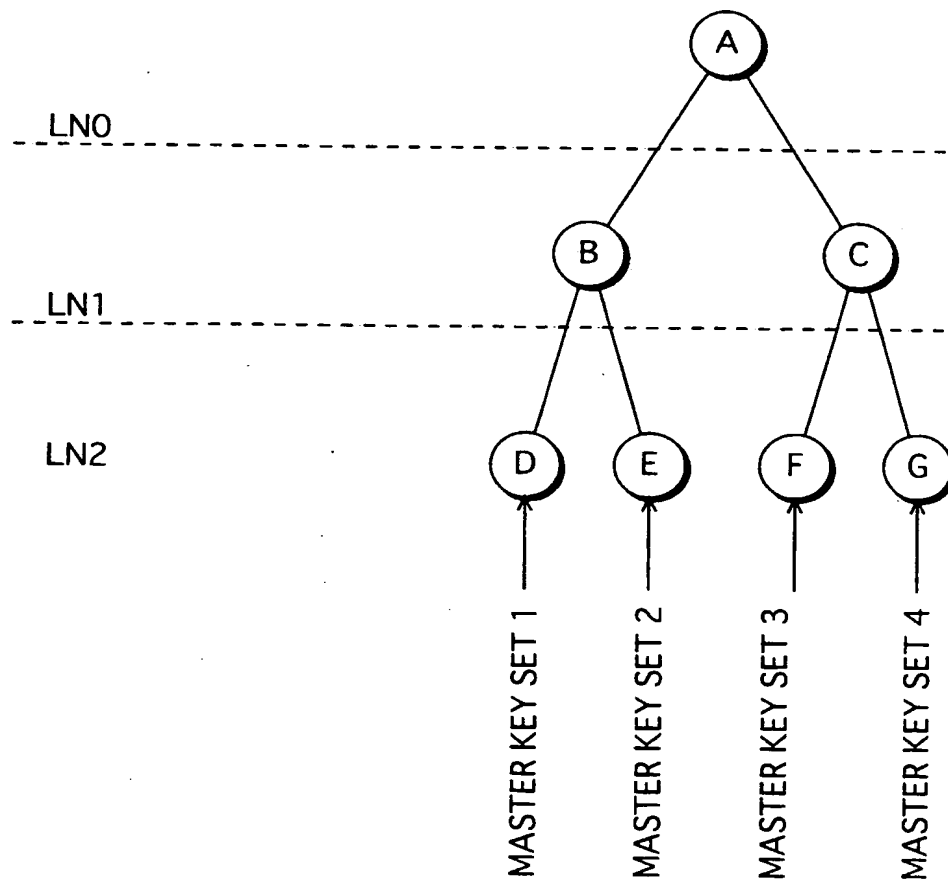 A
LN0
B
C
LN1
LN2
D
E
F
G
MASTER KEY SET 1
MASTER KEY SET 2
MASTER KEY SET 3
MASTER KEY SET 4